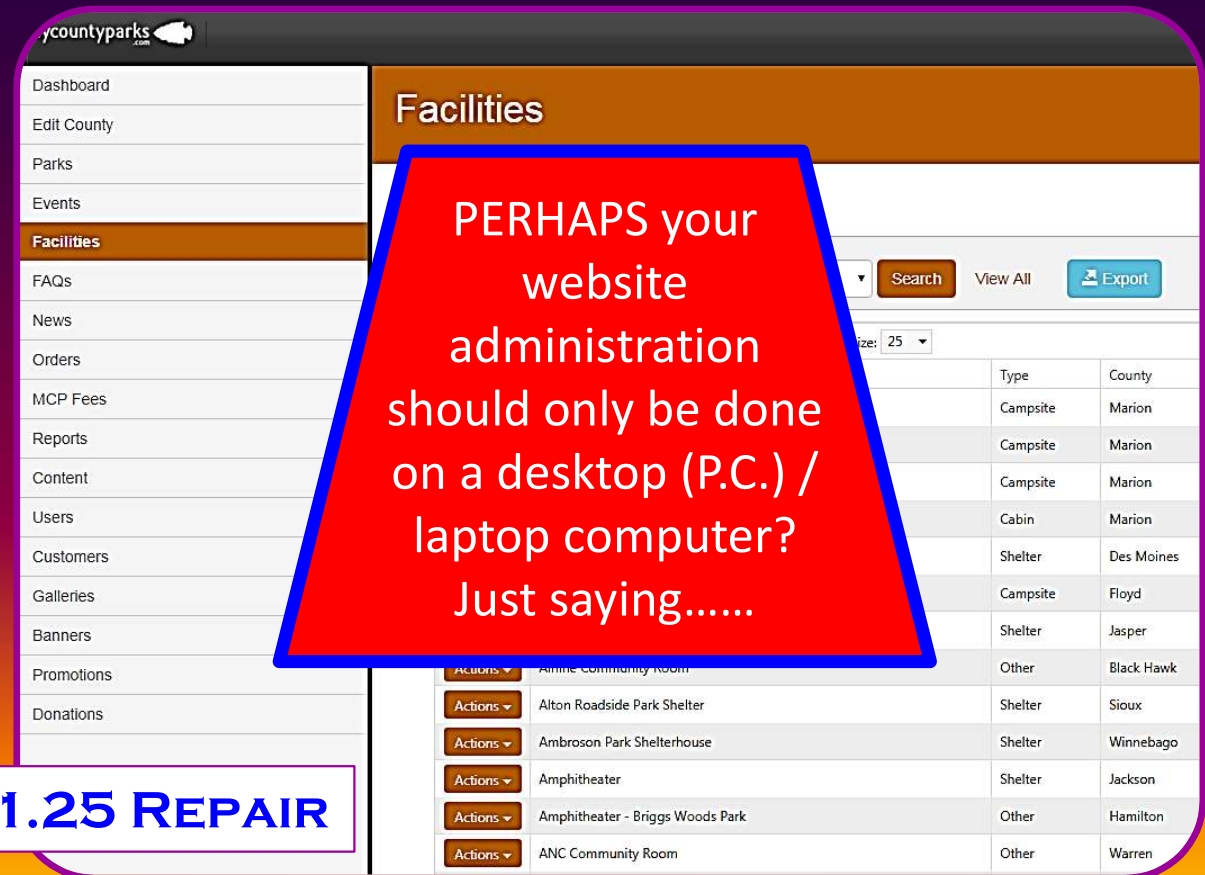 ycountyparks
.com
Dashboard
Edit County
Parks
Events
Facilities
FAQs
News
Orders
MCP Fees
Reports
Content
Users
Customers
Galleries
Banners
Promotions
Donations
1.25 Repair
Facilities
PERHAPS your
website
administration
should only be done
on a desktop (P.C.) /
laptop computer?
Just saying......
Search View All Export
ize: 25
Type County
Campsite Marion
Campsite Marion
Campsite Marion
Cabin Marion
Shelter Des Moines
Campsite Floyd
Shelter Jasper
Actions Community Room Other Black Hawk
Actions Alton Roadside Park Shelter Shelter Sioux
Actions Ambroson Park Shelterhouse Shelter Winnebago
Actions Amphitheater Shelter Jackson
Actions Amphitheater - Briggs Woods Park Other Hamilton
Actions ANC Community Room Other Warren